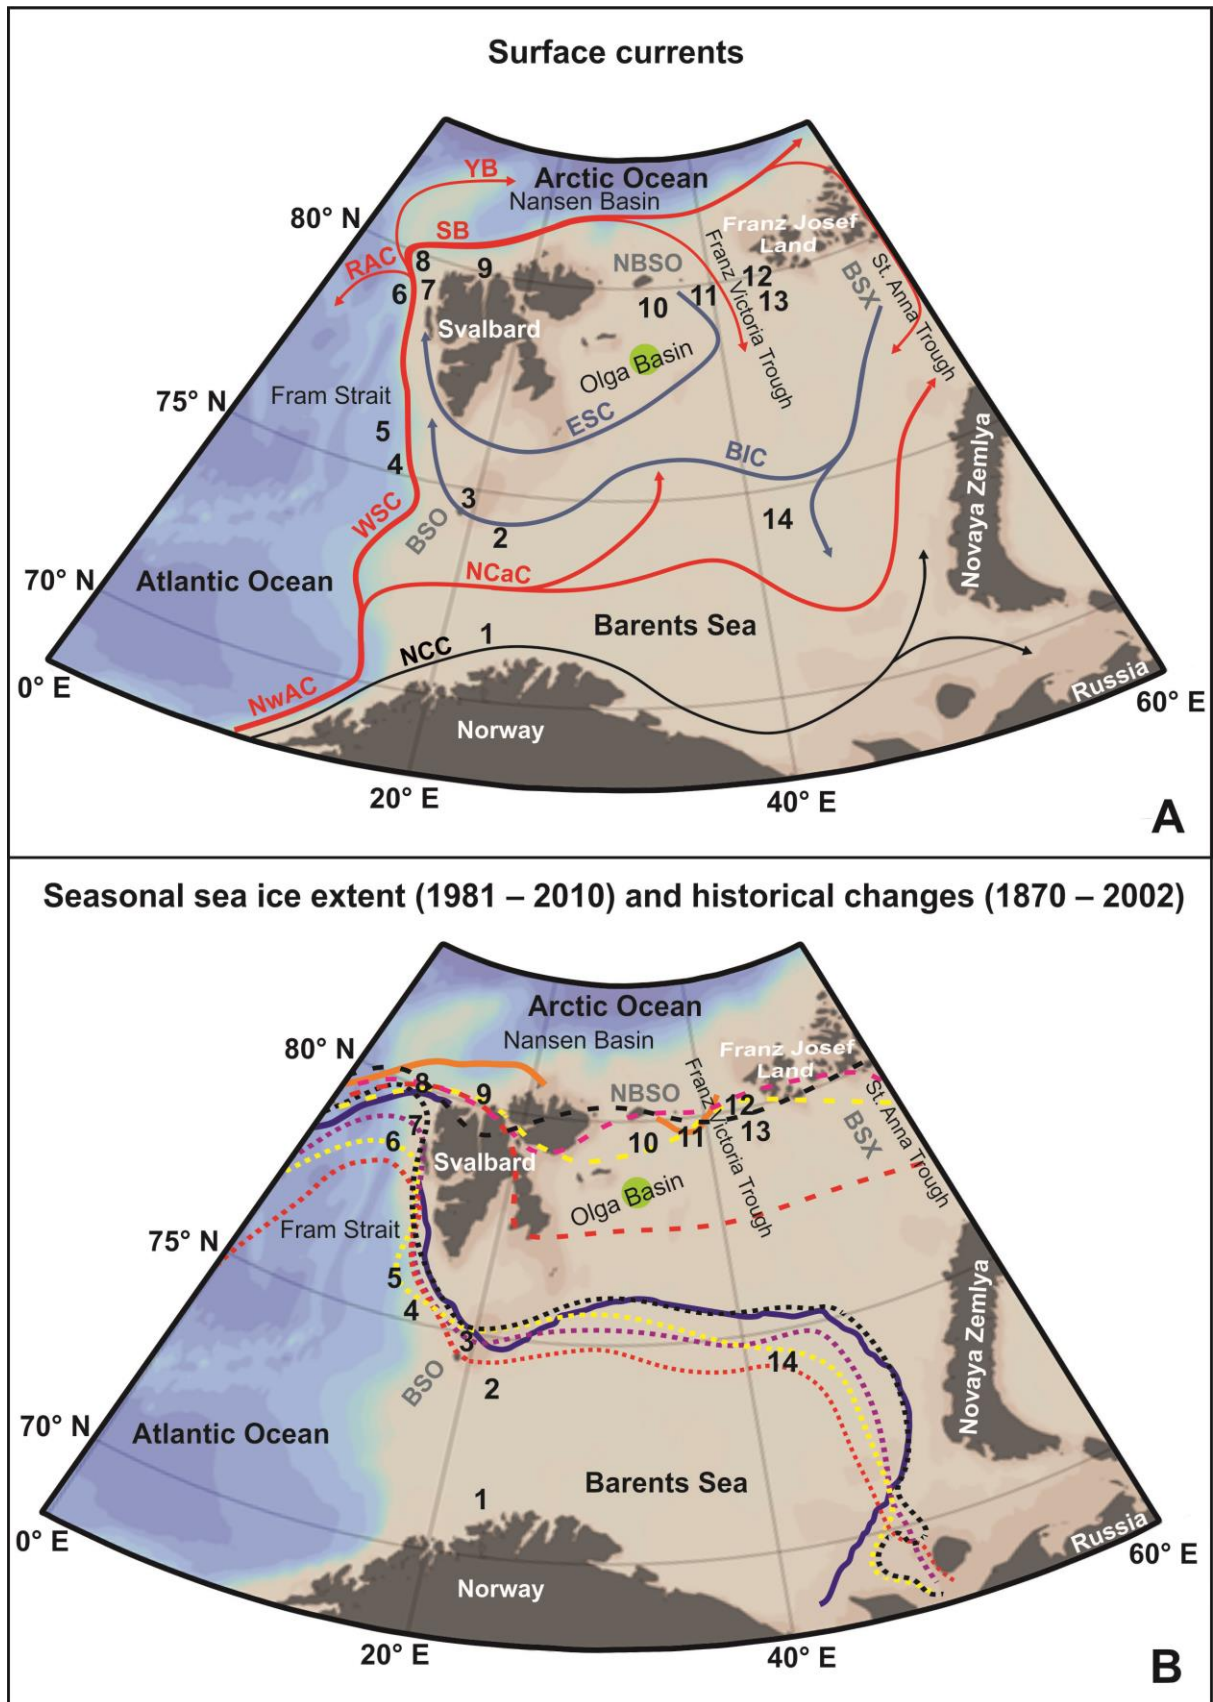 Surface currents
YB
Arctic Ocean
Nansen Basin
80° N
SB
Franz Josef
Land
RAC
8
9
NBSO
Franz Victoria Trough
12
BSX
St. Anna Trough
6
7
10
11
13
Svalbard
Olga Basin
75° N
Fram Strait
5
ESC
4
BIC
Novaya Zemlya
WSC
3
BSO
2
14
70° N
Atlantic Ocean
NCaC
1
Barents Sea
NCC
0° E
NwAC
Russia
60° E
Norway
20° E
40° E
A
Seasonal sea ice extent (1981 – 2010) and historical changes (1870 – 2002)
Arctic Ocean
Nansen Basin
80° N
Franz Josef
Land
8
9
NBSO
Franz Victoria Trough
12
St. Anna Trough
7
6
10
11
13
BSX
Svalbard
Olga Basin
75° N
Fram Strait
5
4
3
14
Novaya Zemlya
BSO
2
70° N
Atlantic Ocean
Barents Sea
1
0° E
Russia
60° E
Norway
20° E
40° E
B